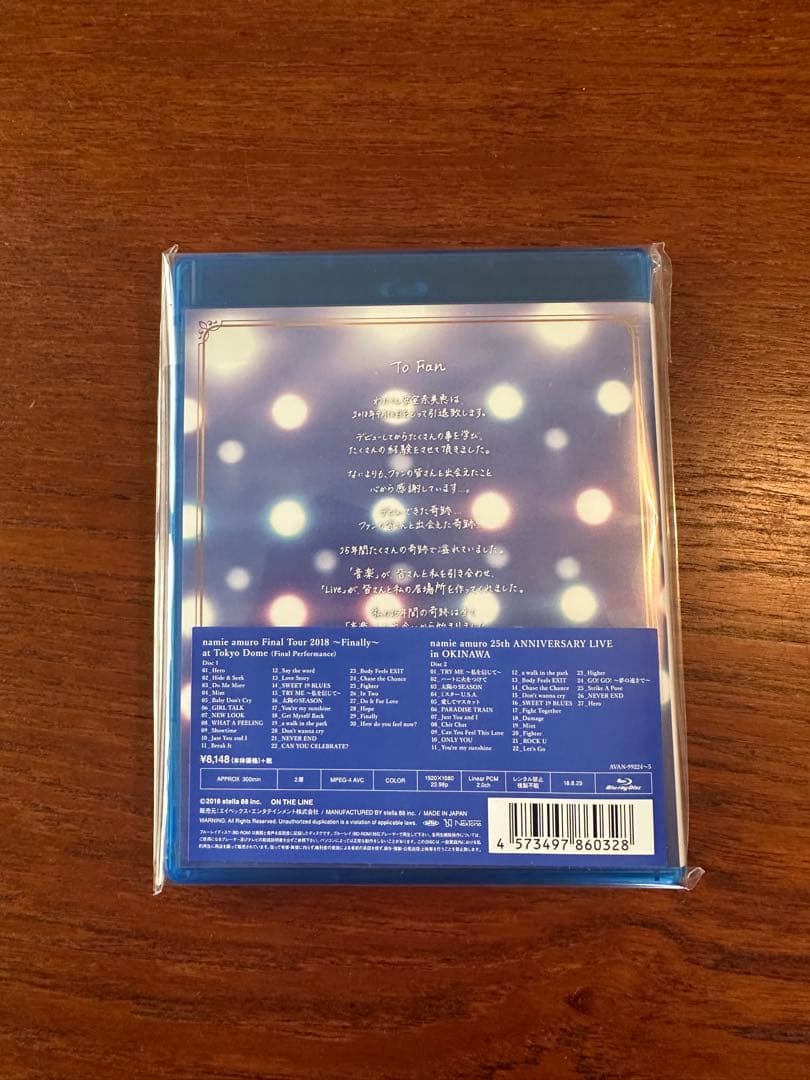 To Fan
わたくし安室奈美恵は、
2018年9月16日をもって引退致します。
デビューしてからたくさんの事を学び、
たくさんの経験をさせて頂きました。
なによりも、ファンの皆さんと出会えたこと
心から感謝しています...。
デビューできた奇跡...
ファンの皆さんと出会えた奇跡...
25年間たくさんの奇跡で溢れていました。
「音楽」が、皆さんと私を引き合わせ、
「Live」が、皆さんと私の居場所を作ってくれました。
私の25年間の奇跡は全て
namie amuro Final Tour 2018 ～Finally～
at Tokyo Dome (Final Performance)
Disc 1
01_Hero
02_Hide & Seek
03_Do Me More
04_Mint
05_Baby Don't Cry
06_GIRL TALK
07_NEW LOOK
08_WHAT A FEELING
09_Showtime
10_Just You and I
11_Break It
12_Say the word
13_Love Story
14_SWEET 19 BLUES
15_TRY ME ～私を信じて～
16_太陽のSEASON
17_You're my sunshine
18_Get Myself Back
19_a walk in the park
20_Don't wanna cry
21_NEVER END
22_CAN YOU CELEBRATE?
23_Body Feels EXIT
24_Chase the Chance
25_Fighter
26_In Two
27_Do It For Love
28_Hope
29_Finally
30_How do you feel now?
namie amuro 25th ANNIVERSARY LIVE
in OKINAWA
Disc 2
01_TRY ME ～私を信じて～
02_ハートに火をつけて
03_太陽のSEASON
04_ミスターU.S.A.
05_愛してマスカット
06_PARADISE TRAIN
07_Just You and I
08_Chit Chat
09_Can You Feel This Love
10_ONLY YOU
11_You're my sunshine
12_a walk in the park
13_Body Feels EXIT
14_Chase the Chance
15_Don't wanna cry
16_SWEET 19 BLUES
17_Fight Together
18_Damage
19_Mint
20_Fighter
21_ROCK U
22_Let's Go
23_Higher
24_GO! GO! ～夢の速さで～
25_Strike A Pose
26_NEVER END
27_Hero
¥8,148(本体価格)+税
AVAN-99224～5
APPROX 300min
2層
MPEG-4 AVC
COLOR
1920×1080
23.98p
Linear PCM
2.0ch
レンタル禁止
複製不能
18.8.29
Blu-ray Disc
©2018 stella 88 inc. ON THE LINE
販売元：エイベックス・エンタテインメント株式会社 / MANUFACTURED BY stella 88 inc. / MADE IN JAPAN
WARNING: All Rights Reserved. Unauthorized duplication is a violation of applicable laws.
NexTone
4 573497 860328